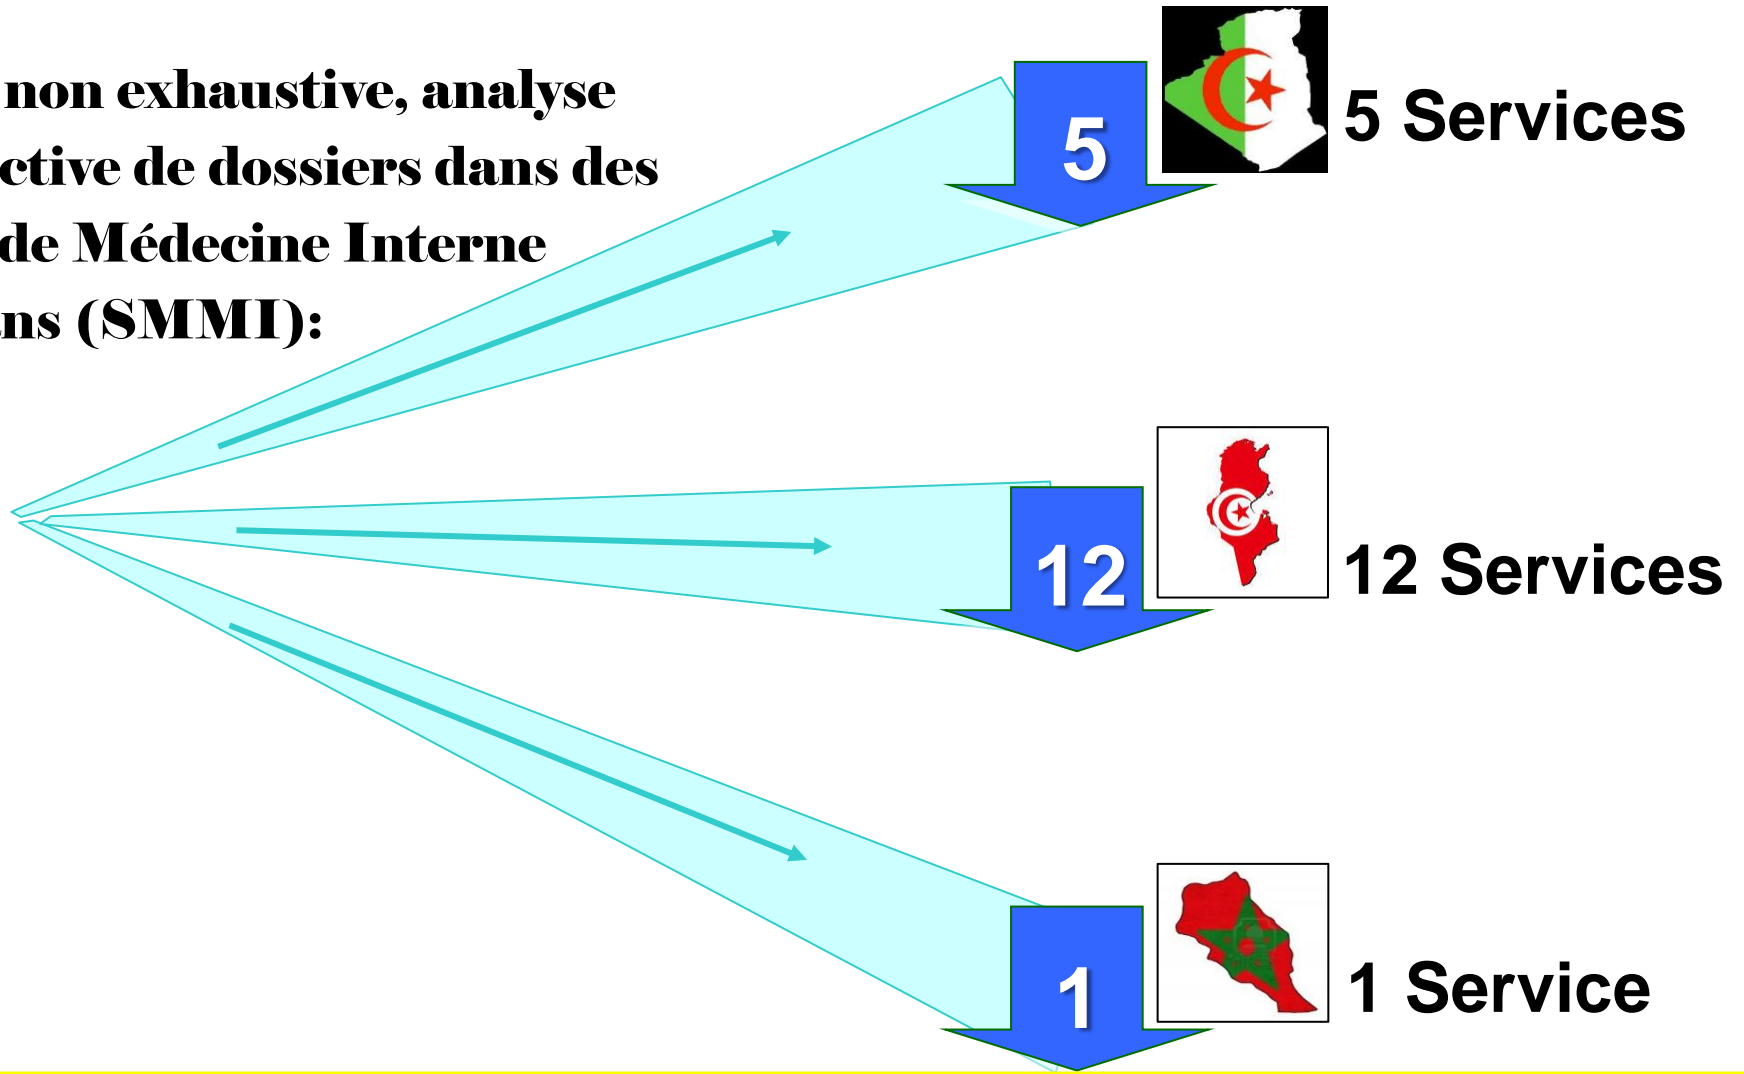 non exhaustive, analyse
ctive de dossiers dans des
de Médecine Interne
ns (SMMI):
5
5 Services
12
12 Services
1
1 Service